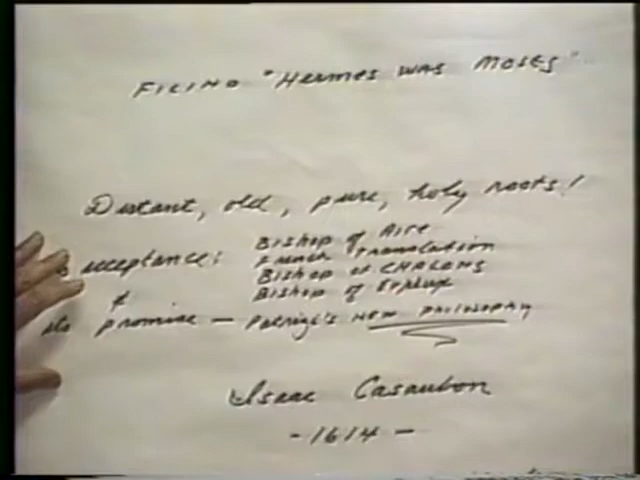 FICINO "HERMES WAS MOSES"
Distant, old, pure, holy roots!
acceptance:
Bishop of Aire
French Translation
Bishop of CHALONS
Bishop of
&
its promise — Patrizi's NEW PHILOSOPHY
Isaac Casaubon
- 1614 -